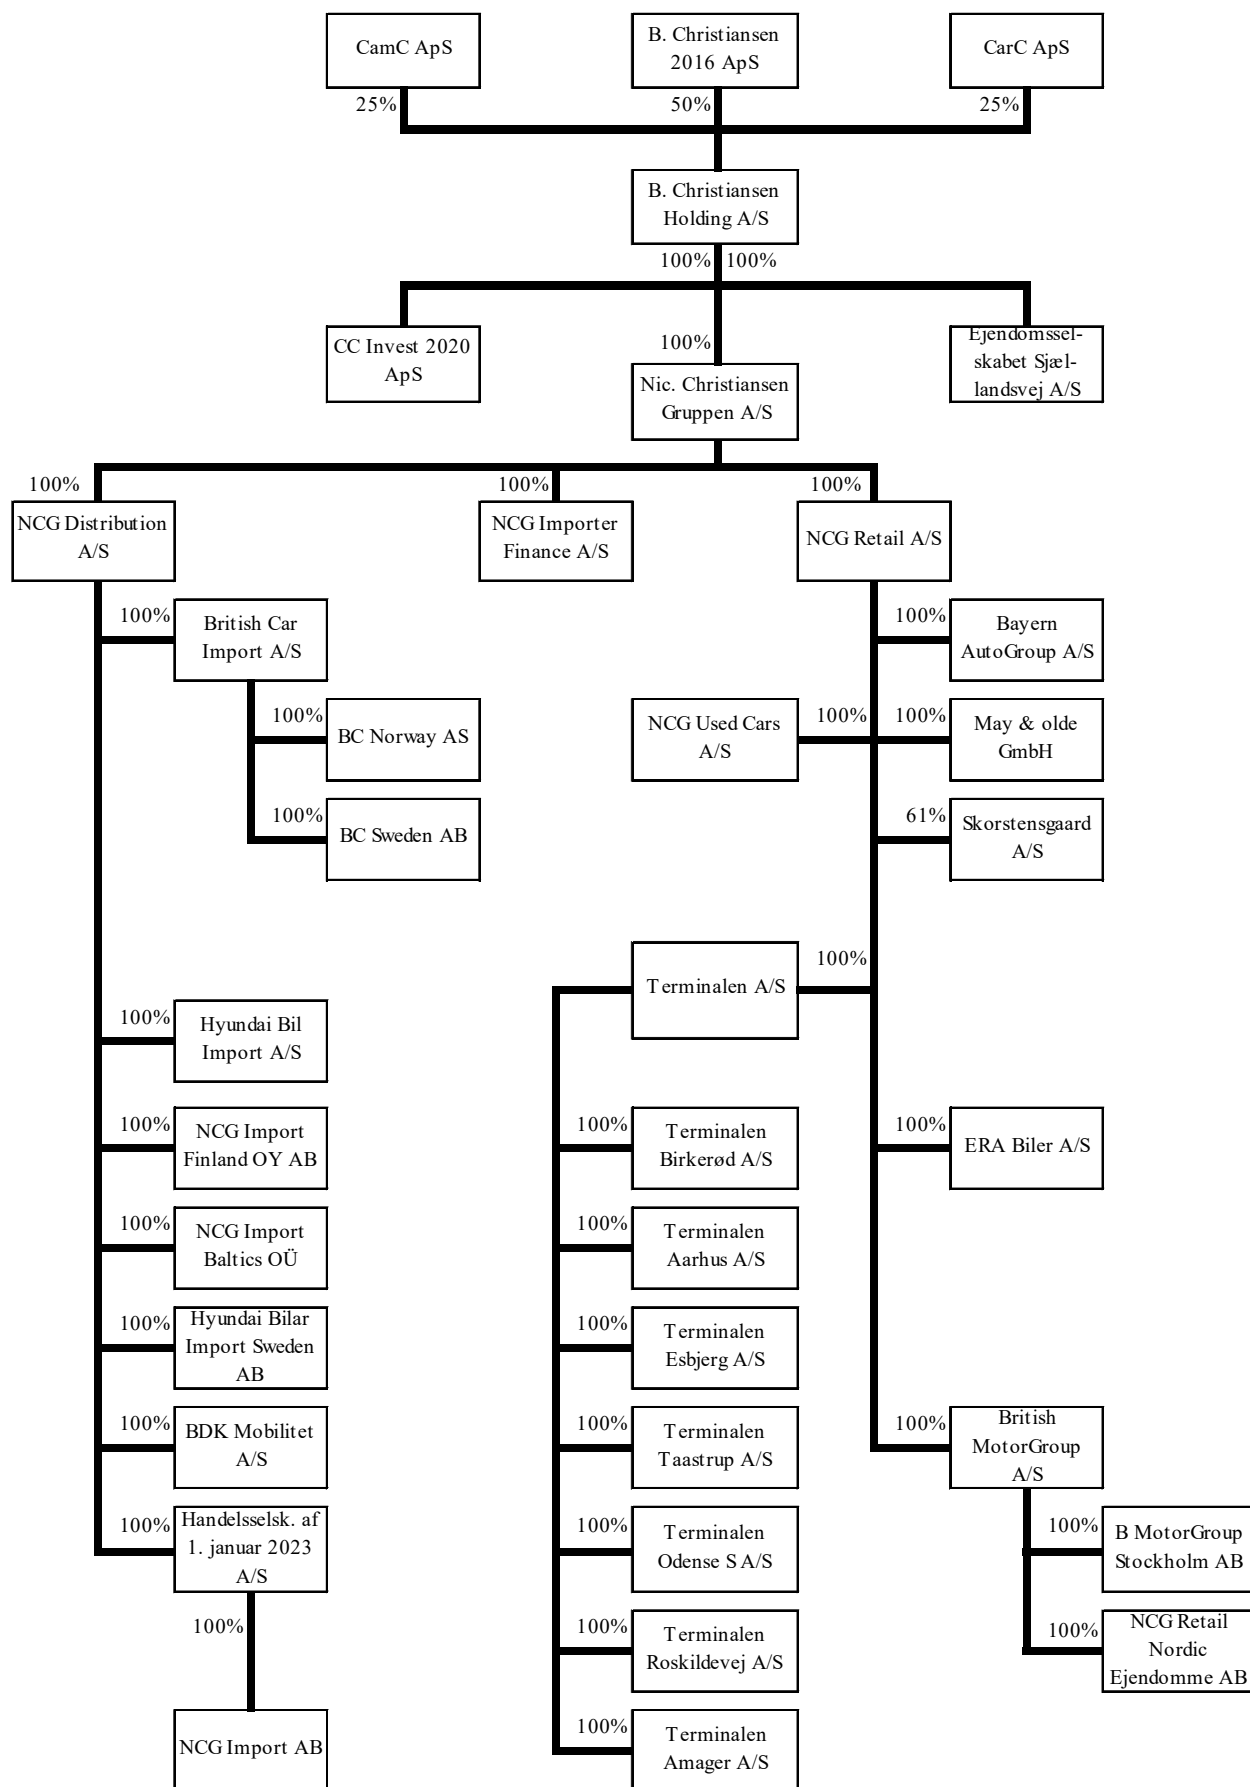 CamC ApS
B. Christiansen
2016 ApS
CarC ApS
25%
50%
25%
B. Christiansen
Holding A/S
100%
100%
CC Invest 2020
ApS
100%
Ejendomssel-
skabet Sjæl-
landsvej A/S
Nic. Christiansen
Gruppen A/S
100%
100%
100%
NCG Distribution
A/S
NCG Importer
Finance A/S
NCG Retail A/S
100%
British Car
Import A/S
100%
Bayern
AutoGroup A/S
100%
BC Norway AS
NCG Used Cars
A/S
100%
100%
May & olde
GmbH
100%
BC Sweden AB
61%
Skorstensgaard
A/S
Terminalen A/S
100%
100%
Hyundai Bil
Import A/S
100%
NCG Import
Finland OY AB
100%
Terminalen
Birkerød A/S
100%
ERA Biler A/S
100%
NCG Import
Baltics OÜ
100%
Terminalen
Aarhus A/S
100%
Hyundai Bilar
Import Sweden
AB
100%
Terminalen
Esbjerg A/S
100%
BDK Mobilitet
A/S
100%
Terminalen
Taastrup A/S
100%
British
MotorGroup
A/S
100%
Handelsselsk. af
1. januar 2023
A/S
100%
Terminalen
Odense S A/S
100%
B MotorGroup
Stockholm AB
100%
NCG Import AB
100%
Terminalen
Roskildevej A/S
100%
NCG Retail
Nordic
Ejendomme AB
100%
Terminalen
Amager A/S